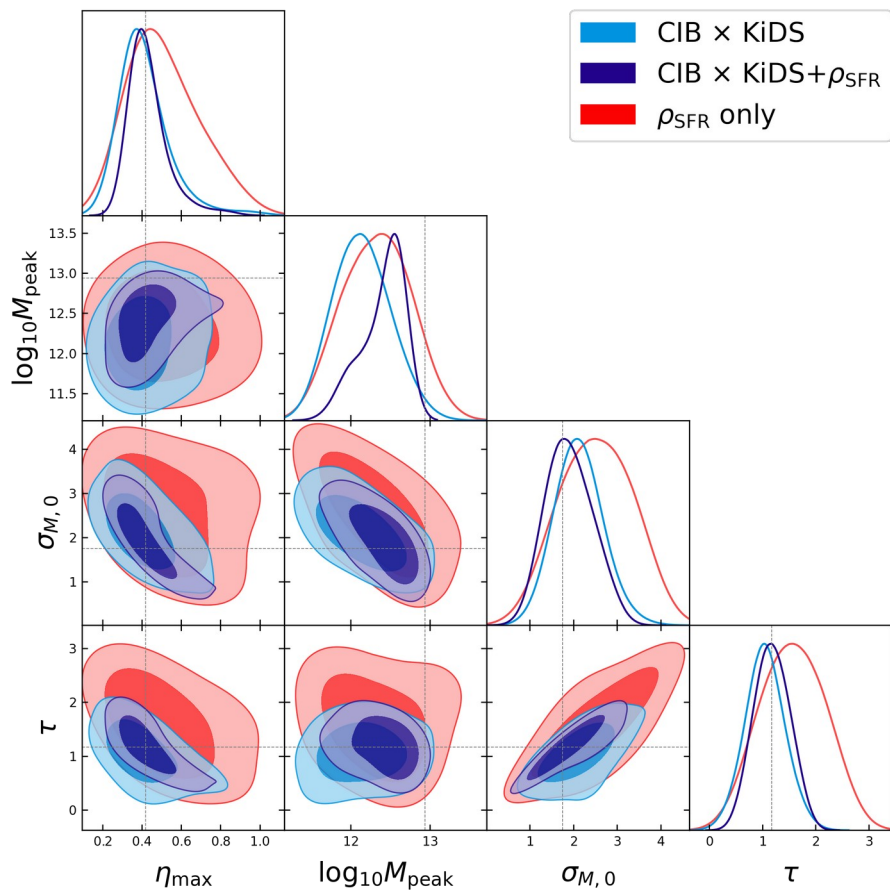 CIB × KiDS
CIB × KiDS+ρSFR
ρSFR only
log₁₀Mpeak
13.5
13.0
12.5
12.0
11.5
σM, 0
4
3
2
1
τ
3
2
1
0
0.2 0.4 0.6 0.8 1.0
12 13
1 2 3 4
0 1 2 3
ηmax
log₁₀Mpeak
σM, 0
τ